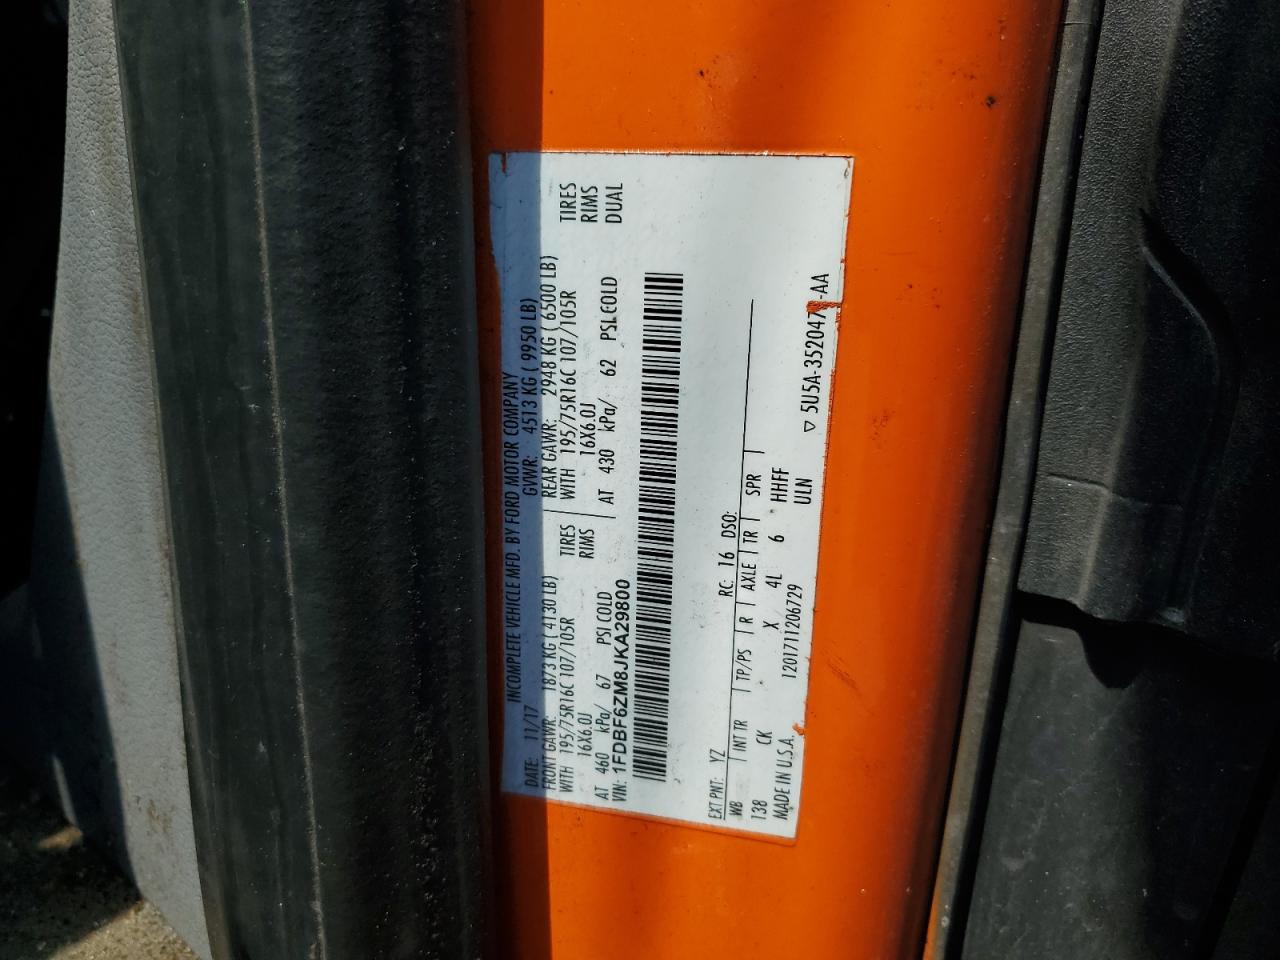 INCOMPLETE VEHICLE MFD. BY FORD MOTOR COMPANY
DATE: 11/17 GVWR: 4513 KG ( 9950 LB)
FRONT GAWR: 1873 KG ( 4130 LB) REAR GAWR: 2948 KG ( 6500 LB)
WITH 195/75R16C 107/105R TIRES WITH 195/75R16C 107/105R TIRES
16X6.0J RIMS 16X6.0J RIMS
AT 460 kPa/ 67 PSI COLD AT 430 kPa/ 62 PSI COLD DUAL
VIN: 1FDBF6ZM8JKA29800
EXT PNT: YZ RC: 16 DSO:
WB INT TR TP/PS R AXLE TR SPR
138 CK X 4L 6 HHFF
MADE IN U.S.A. 1201711206729 ULN
▽ 5U5A-352047 -AA